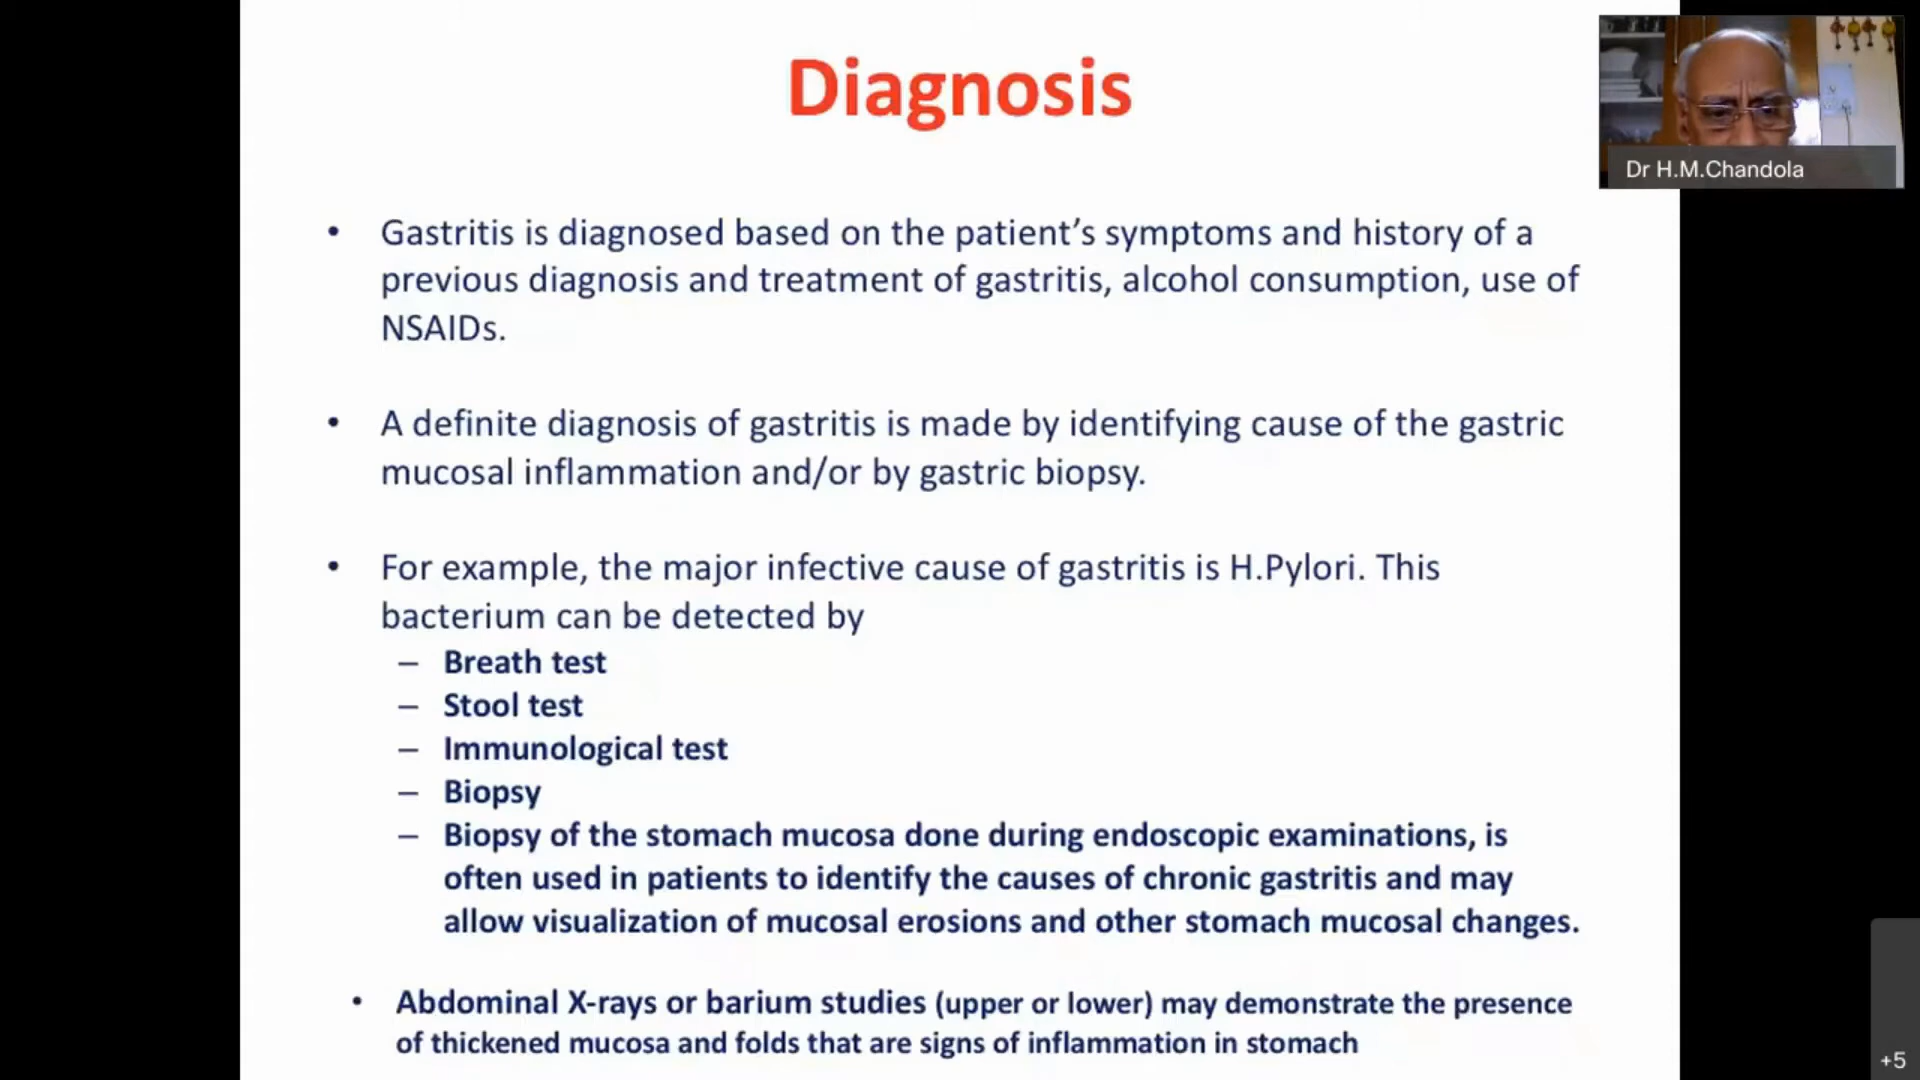 Diagnosis
Dr H.M.Chandola
• Gastritis is diagnosed based on the patient’s symptoms and history of a
previous diagnosis and treatment of gastritis, alcohol consumption, use of
NSAIDs.
• A definite diagnosis of gastritis is made by identifying cause of the gastric
mucosal inflammation and/or by gastric biopsy.
• For example, the major infective cause of gastritis is H.Pylori. This
bacterium can be detected by
– Breath test
– Stool test
– Immunological test
– Biopsy
– Biopsy of the stomach mucosa done during endoscopic examinations, is
often used in patients to identify the causes of chronic gastritis and may
allow visualization of mucosal erosions and other stomach mucosal changes.
• Abdominal X-rays or barium studies (upper or lower) may demonstrate the presence
of thickened mucosa and folds that are signs of inflammation in stomach
+5